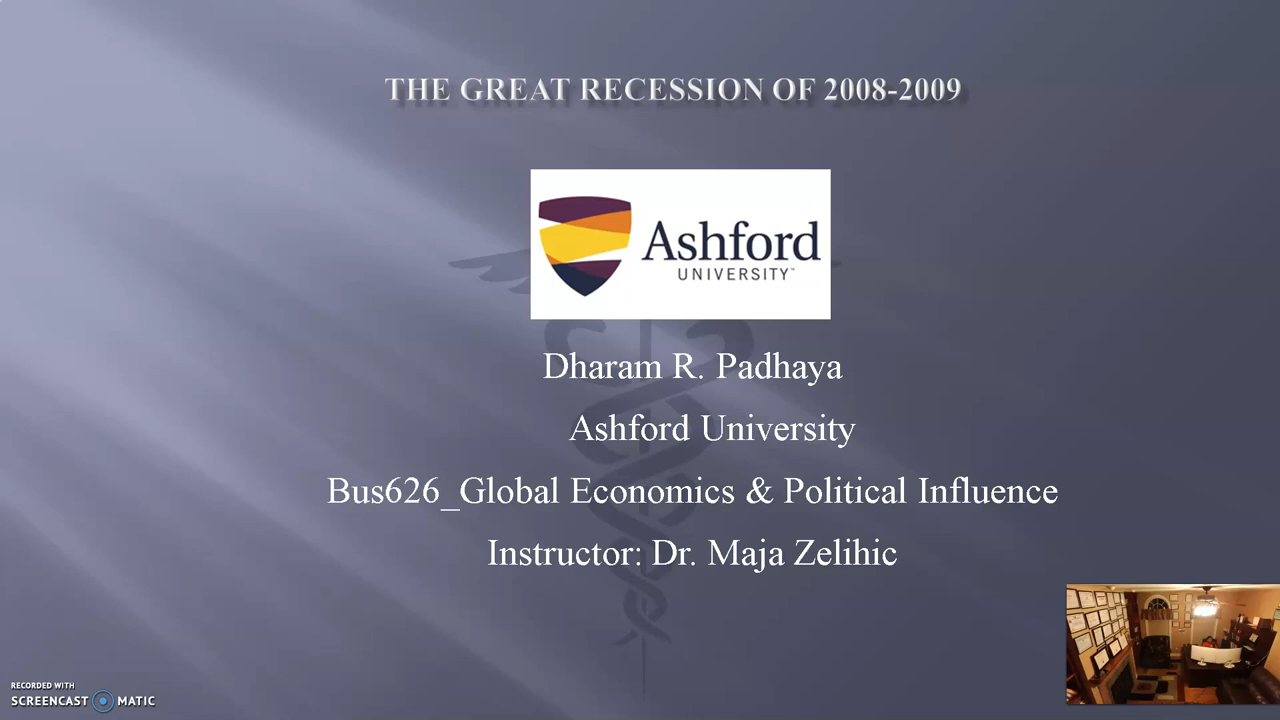 THE GREAT RECESSION OF 2008-2009
Ashford
UNIVERSITY™
Dharam R. Padhaya
Ashford University
Bus626_Global Economics & Political Influence
Instructor: Dr. Maja Zelihic
RECORDED WITH
SCREENCAST MATIC